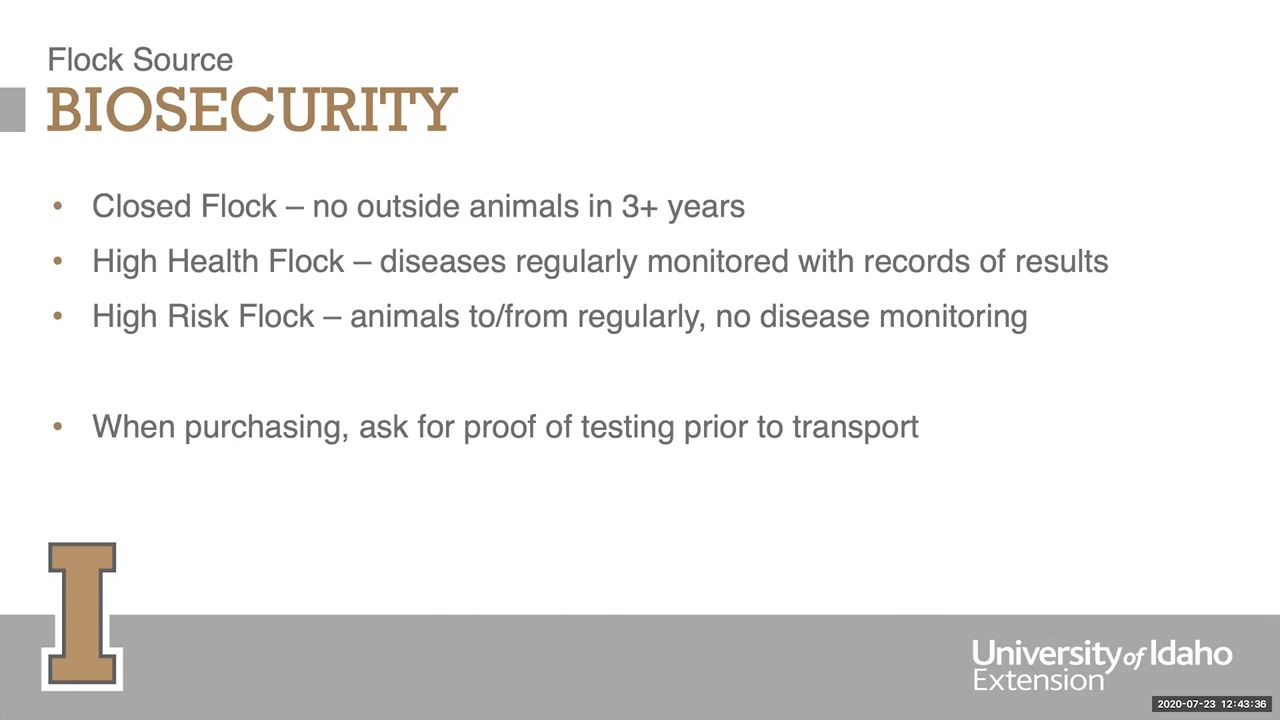 Flock Source
BIOSECURITY
• Closed Flock – no outside animals in 3+ years
• High Health Flock – diseases regularly monitored with records of results
• High Risk Flock – animals to/from regularly, no disease monitoring
• When purchasing, ask for proof of testing prior to transport
I
University of Idaho
Extension
2020-07-23 12:43:36